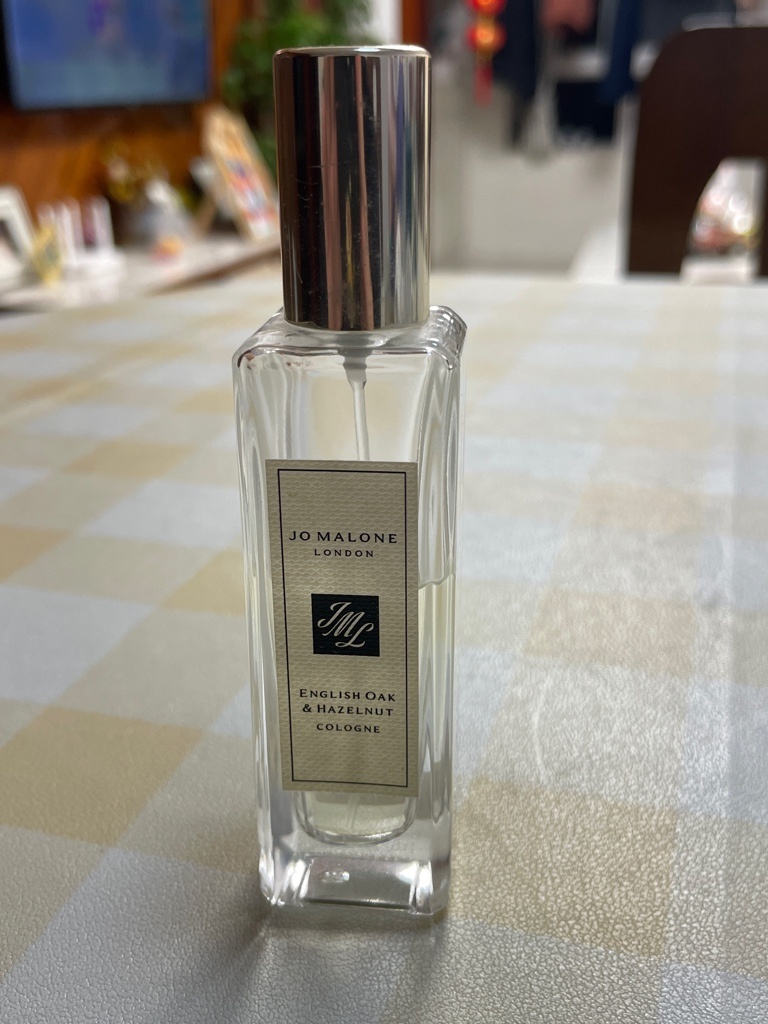 JO MALONE
LONDON
JML
ENGLISH OAK
& HAZELNUT
COLOGNE